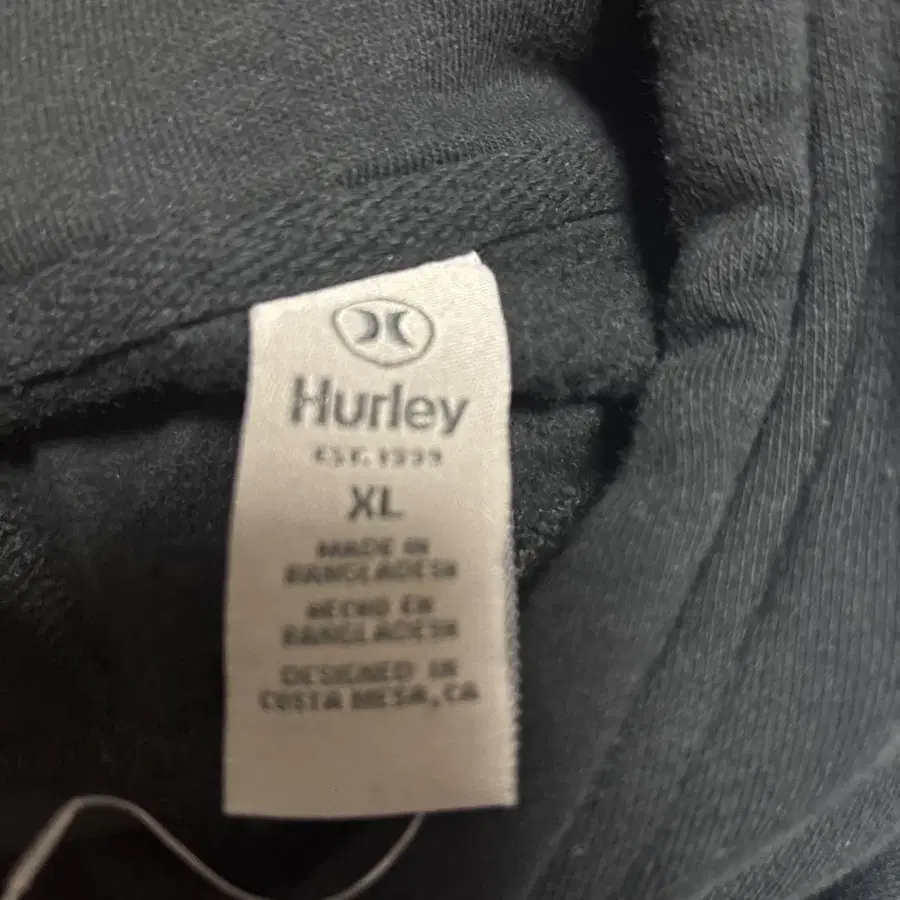 Hurley
EST. 1999
XL
MADE IN
BANGLADESH
HECHO EN
BANGLADESH
DESIGNED IN
COSTA MESA, CA